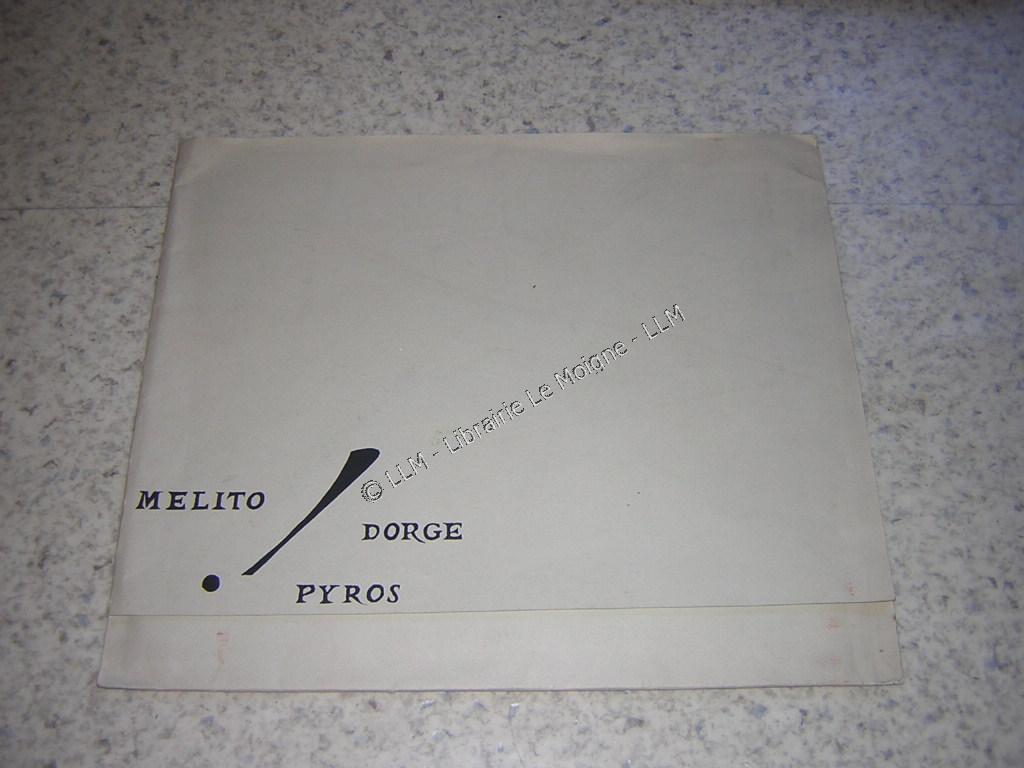 MELITO
DORGE
PYROS
© LLM - Librairie Le Moigne - LLM